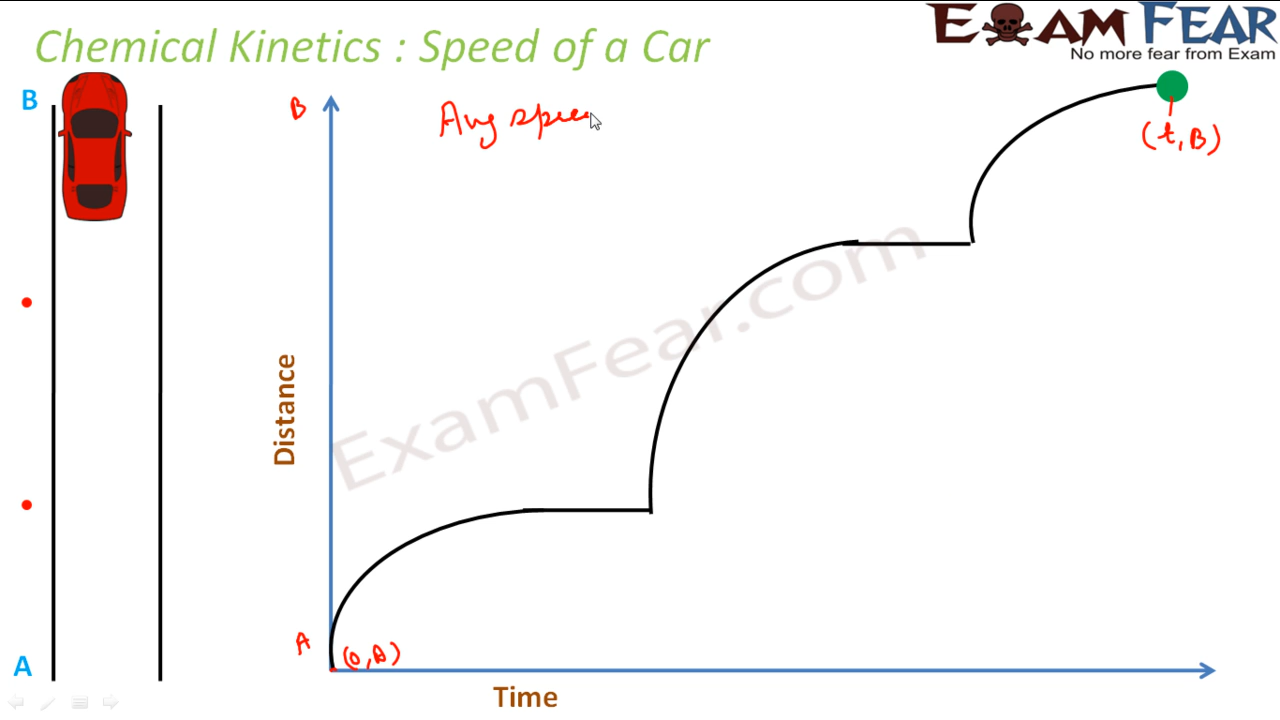 Chemical Kinetics : Speed of a Car
EXAM FEAR
No more fear from Exam
B
B
Avg spee
(t, B)
ExamFear.com
Distance
A
A
(0, A)
Time